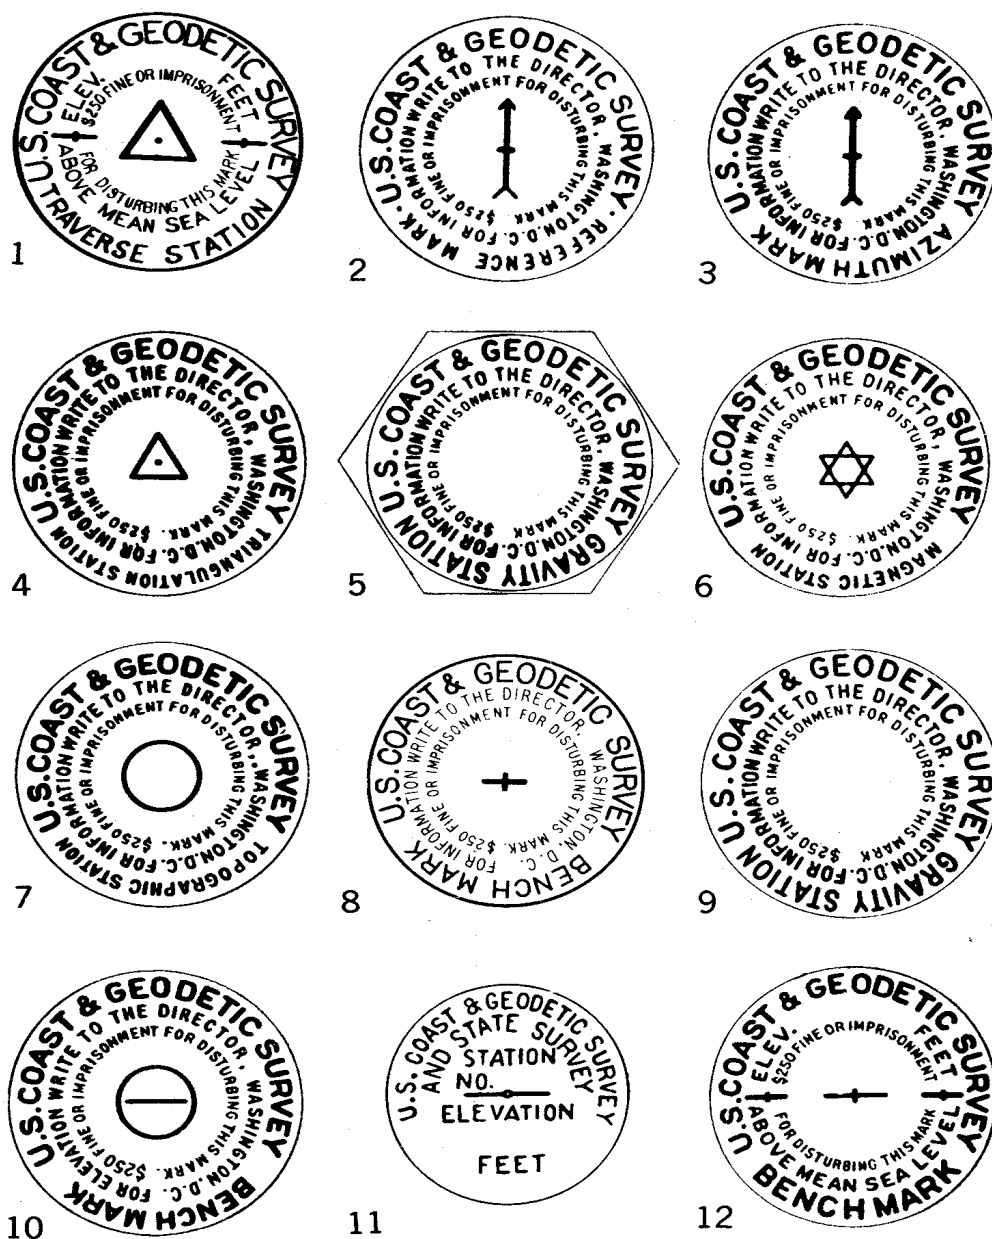 U.S. COAST & GEODETIC SURVEY
ELEV. FEET
$250 FINE OR IMPRISONMENT
FOR DISTURBING THIS MARK
ABOVE MEAN SEA LEVEL
U TRAVERSE STATION
1
U.S. COAST & GEODETIC SURVEY · REFERENCE MARK ·
WRITE TO THE DIRECTOR, WASHINGTON, D.C. FOR INFORMATION
$250 FINE OR IMPRISONMENT FOR DISTURBING THIS MARK.
2
U.S. COAST & GEODETIC SURVEY AZIMUTH MARK
WRITE TO THE DIRECTOR, WASHINGTON, D.C. FOR INFORMATION
$250 FINE OR IMPRISONMENT FOR DISTURBING THIS MARK.
3
U.S. COAST & GEODETIC SURVEY TRIANGULATION STATION
WRITE TO THE DIRECTOR, WASHINGTON, D.C. FOR INFORMATION
$250 FINE OR IMPRISONMENT FOR DISTURBING THIS MARK.
4
U.S. COAST & GEODETIC SURVEY GRAVITY STATION
WRITE TO THE DIRECTOR, WASHINGTON, D.C. FOR INFORMATION
$250 FINE OR IMPRISONMENT FOR DISTURBING THIS MARK
5
U.S. COAST & GEODETIC SURVEY MAGNETIC STATION
WRITE TO THE DIRECTOR, WASHINGTON, D.C. FOR INFORMATION
$250 FINE OR IMPRISONMENT FOR DISTURBING THIS MARK.
6
U.S. COAST & GEODETIC SURVEY TOPOGRAPHIC STATION
WRITE TO THE DIRECTOR, WASHINGTON, D.C. FOR INFORMATION
$250 FINE OR IMPRISONMENT FOR DISTURBING THIS MARK.
7
U.S. COAST & GEODETIC SURVEY BENCH MARK
WRITE TO THE DIRECTOR, WASHINGTON, D.C. FOR INFORMATION
$250 FINE OR IMPRISONMENT FOR DISTURBING THIS MARK.
8
U.S. COAST & GEODETIC SURVEY GRAVITY STATION
WRITE TO THE DIRECTOR, WASHINGTON, D.C. FOR INFORMATION
$250 FINE OR IMPRISONMENT FOR DISTURBING THIS MARK
9
U.S. COAST & GEODETIC SURVEY BENCH MARK
WRITE TO THE DIRECTOR, WASHINGTON, D.C. FOR ELEVATION
$250 FINE OR IMPRISONMENT FOR DISTURBING THIS MARK.
10
U.S. COAST & GEODETIC SURVEY
AND STATE SURVEY
STATION
NO.
ELEVATION
FEET
11
U.S. COAST & GEODETIC SURVEY
ELEV. FEET
$250 FINE OR IMPRISONMENT
FOR DISTURBING THIS MARK
ABOVE MEAN SEA LEVEL
BENCH MARK
12